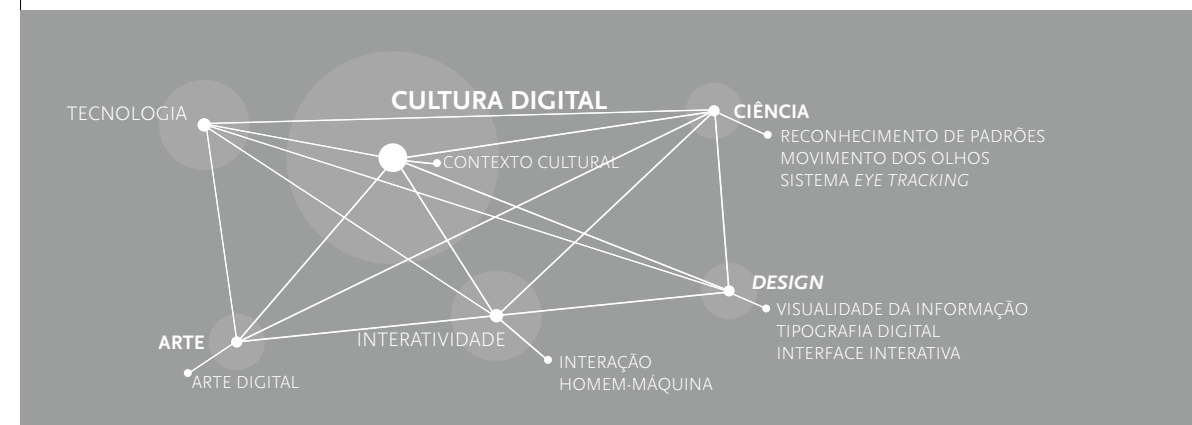 TECNOLOGIA
CULTURA DIGITAL
CONTEXTO CULTURAL
CIÊNCIA
RECONHECIMENTO DE PADRÕES
MOVIMENTO DOS OLHOS
SISTEMA EYE TRACKING
DESIGN
VISUALIDADE DA INFORMAÇÃO
TIPOGRAFIA DIGITAL
INTERFACE INTERATIVA
ARTE
ARTE DIGITAL
INTERATIVIDADE
INTERAÇÃO
HOMEM-MÁQUINA